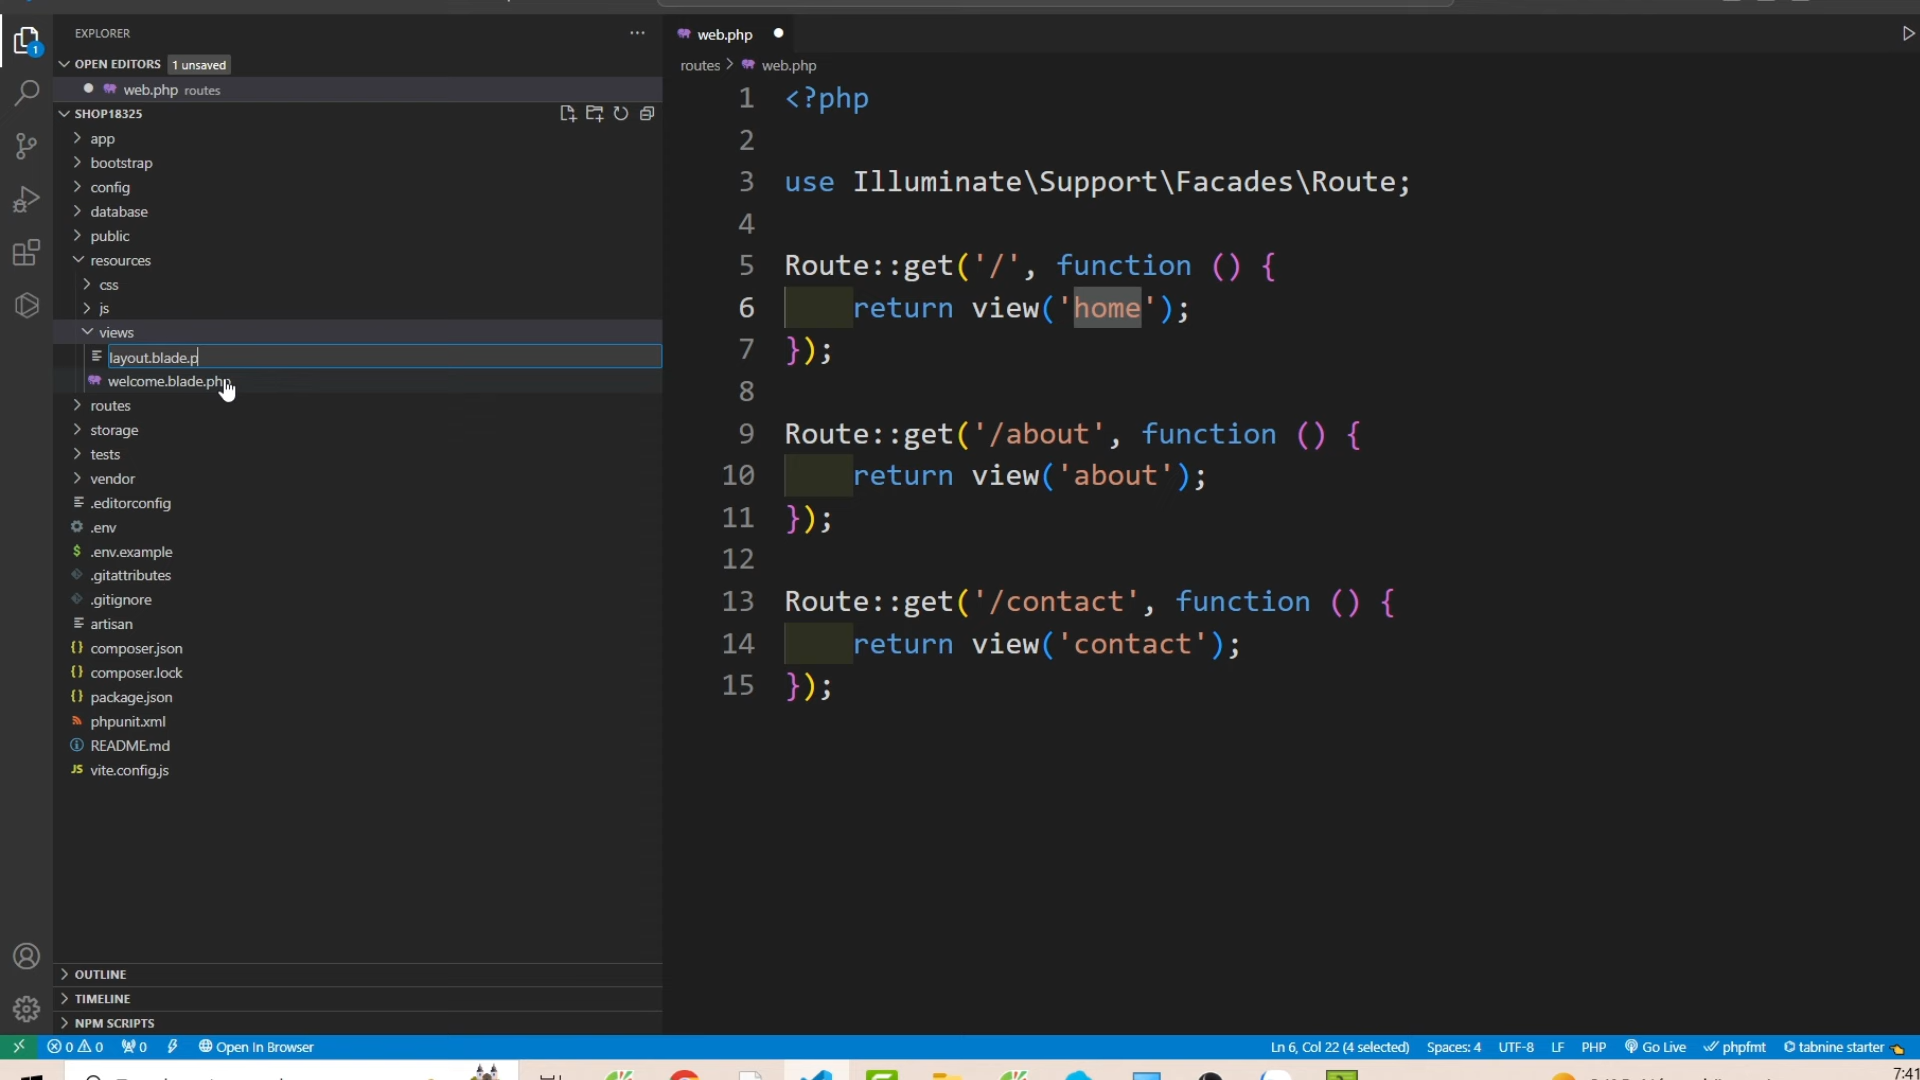 EXPLORER
OPEN EDITORS 1 unsaved
web.php routes
SHOP18325
app
bootstrap
config
database
public
resources
css
js
views
layout.blade.p
welcome.blade.php
routes
storage
tests
vendor
.editorconfig
.env
.env.example
.gitattributes
.gitignore
artisan
composer.json
composer.lock
package.json
phpunit.xml
README.md
vite.config.js
OUTLINE
TIMELINE
NPM SCRIPTS
web.php
routes > web.php
1 <?php
2
3 use Illuminate\Support\Facades\Route;
4
5 Route::get('/', function () {
6 return view('home');
7 });
8
9 Route::get('/about', function () {
10 return view('about');
11 });
12
13 Route::get('/contact', function () {
14 return view('contact');
15 });
0 0 0 Open In Browser
Ln 6, Col 22 (4 selected) Spaces: 4 UTF-8 LF PHP Go Live phpfmt tabnine starter
7:41